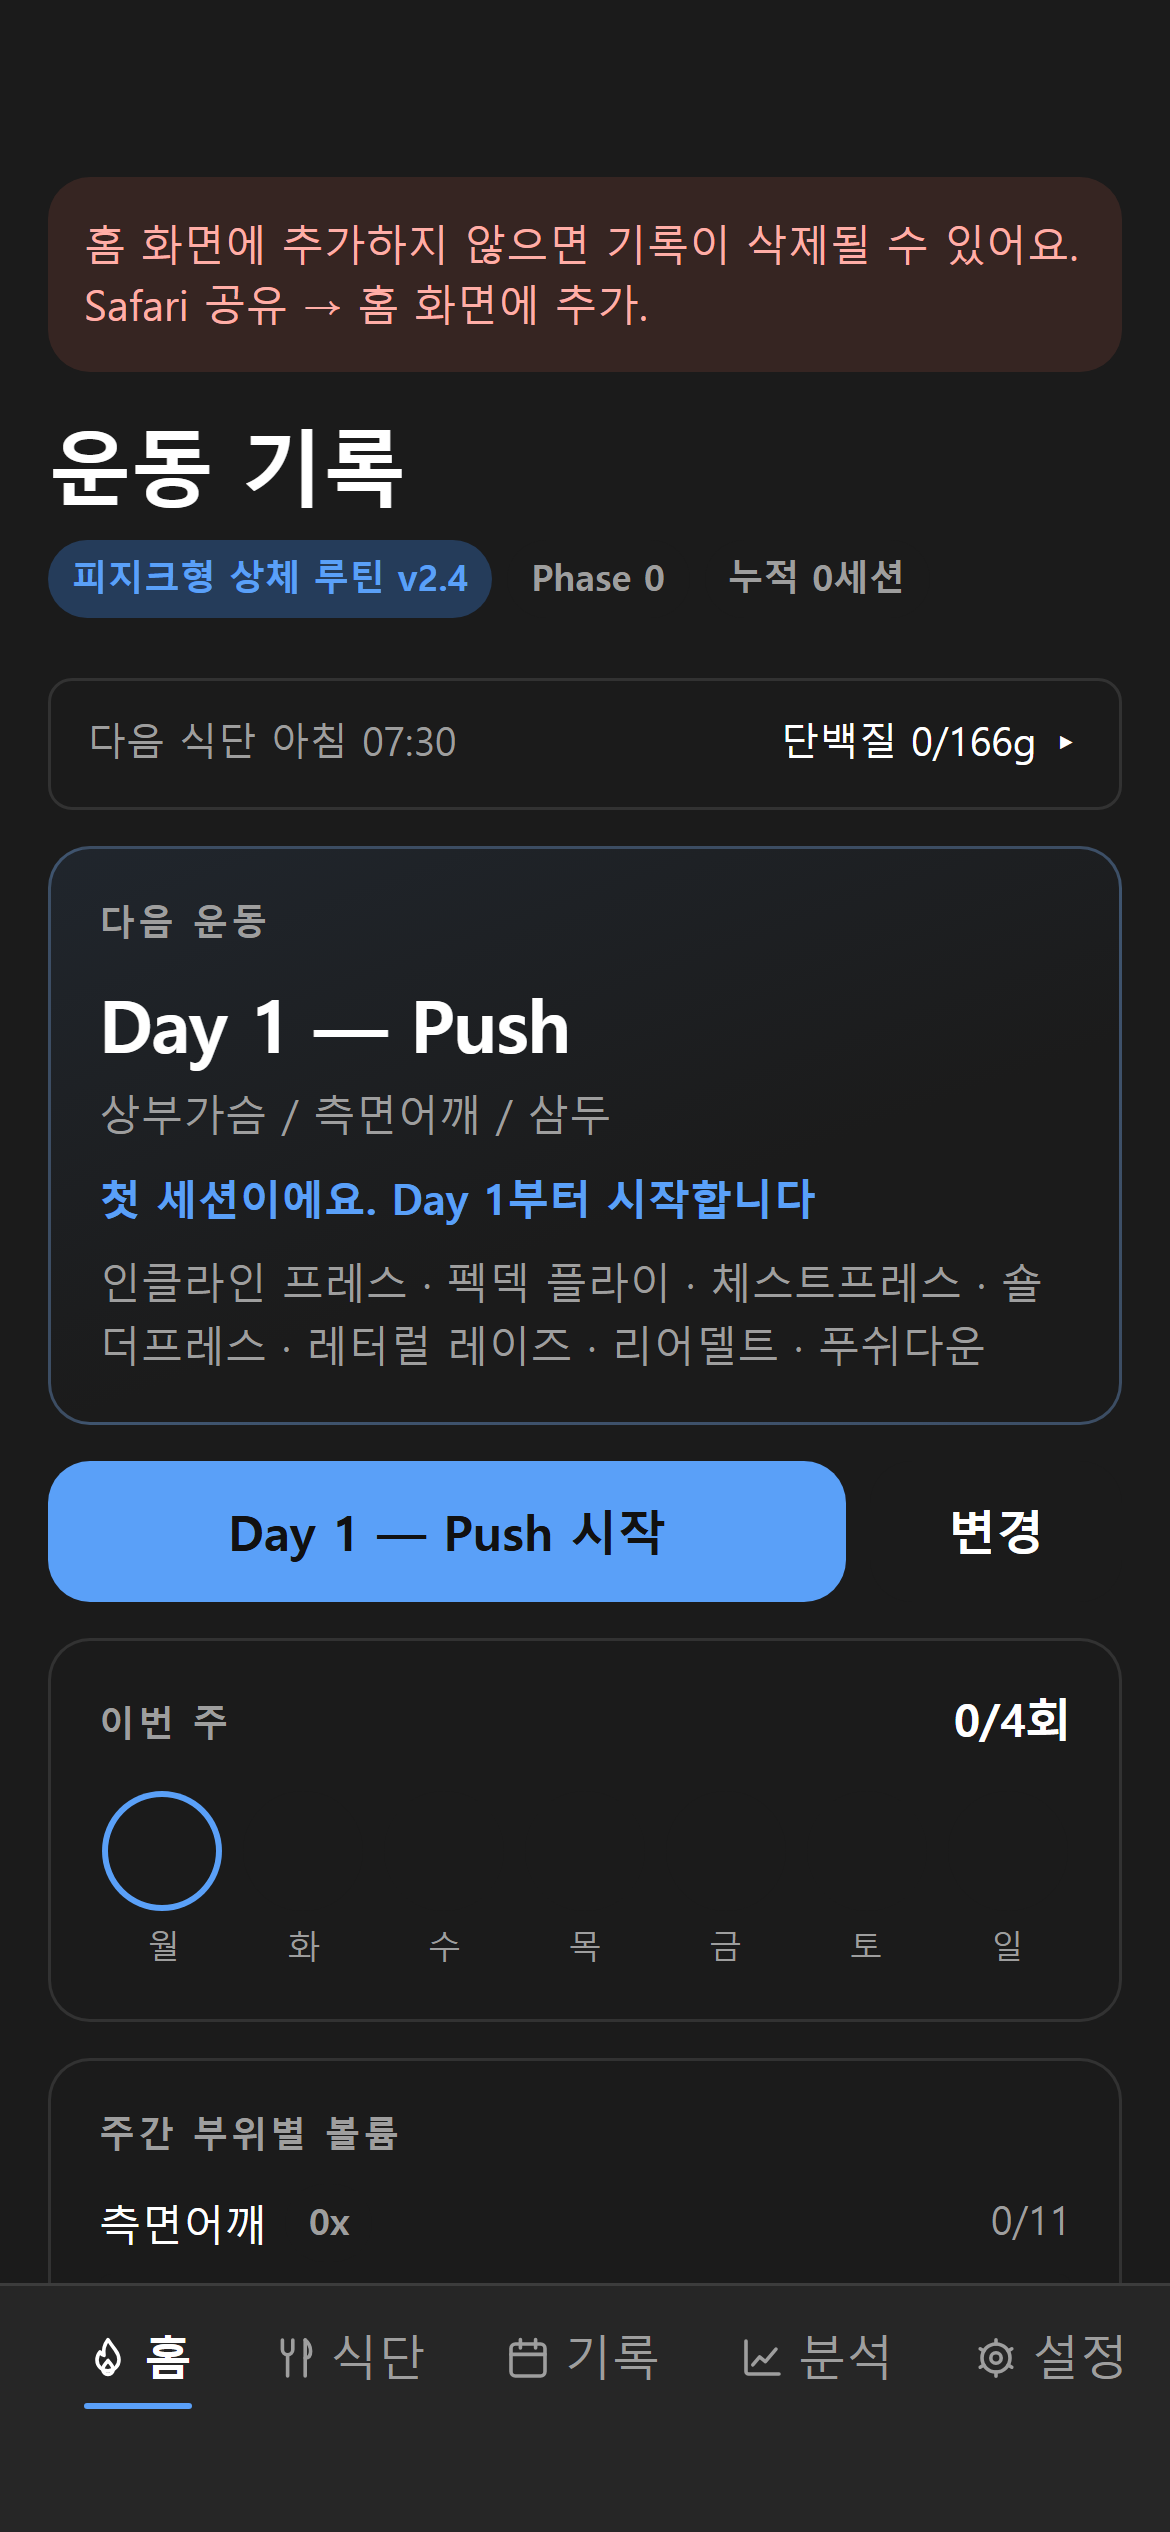 홈 화면에 추가하지 않으면 기록이 삭제될 수 있어요.
Safari 공유 → 홈 화면에 추가.
운동 기록
피지크형 상체 루틴 v2.4 Phase 0 누적 0세션
다음 식단 아침 07:30 단백질 0/166g ▸
다음 운동
Day 1 — Push
상부가슴 / 측면어깨 / 삼두
첫 세션이에요. Day 1부터 시작합니다
인클라인 프레스 · 펙덱 플라이 · 체스트프레스 · 숄
더프레스 · 레터럴 레이즈 · 리어델트 · 푸쉬다운
Day 1 — Push 시작 변경
이번 주 0/4회
월 화 수 목 금 토 일
주간 부위별 볼륨
측면어깨 0x 0/11
홈 식단 기록 분석 설정